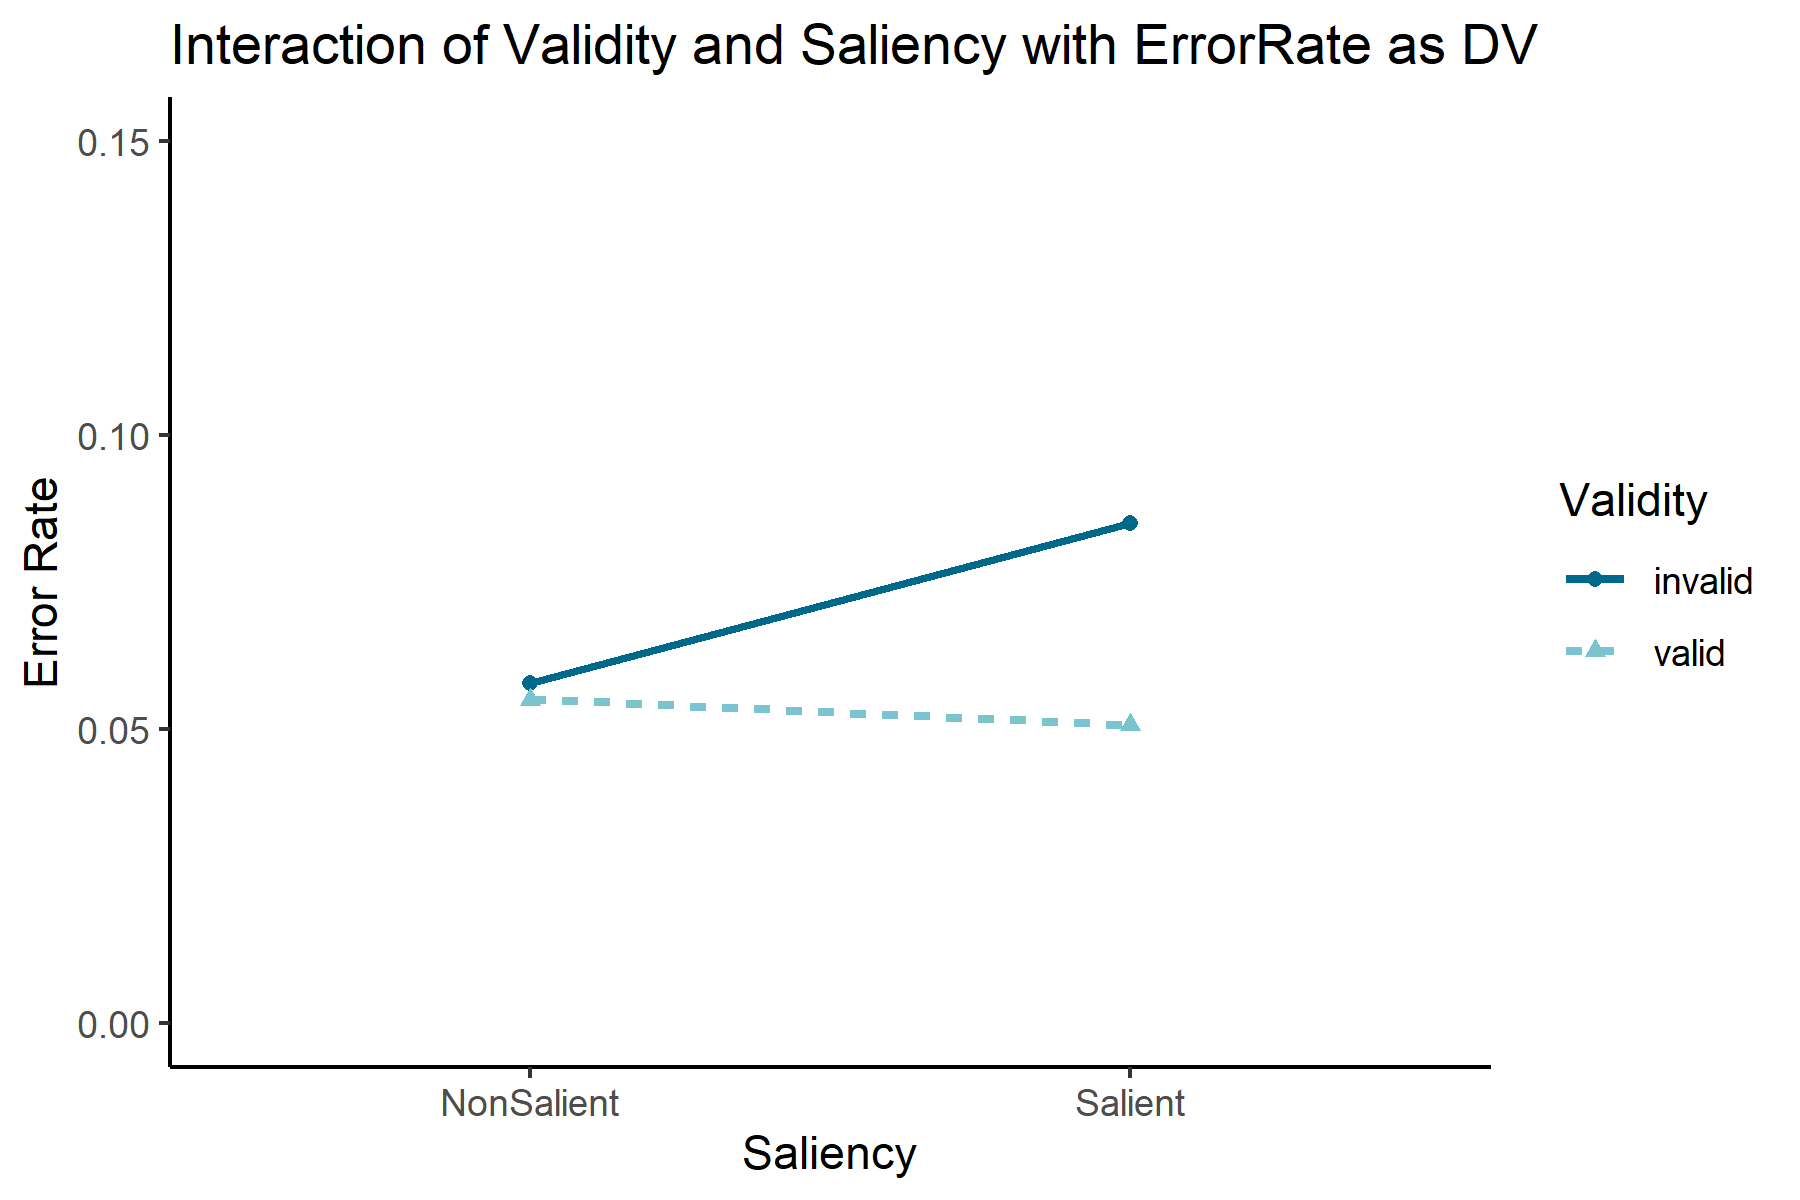 Interaction of Validity and Saliency with ErrorRate as DV
0.15
0.10
0.05
0.00
Error Rate
NonSalient
Salient
Saliency
Validity
invalid
valid